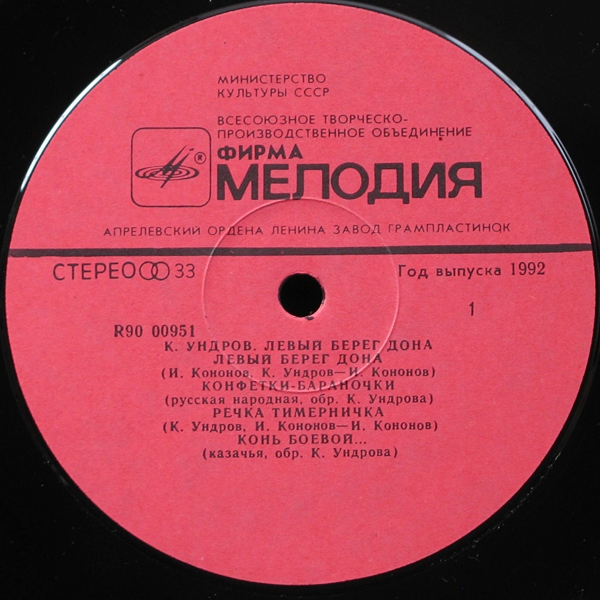 МИНИСТЕРСТВО
КУЛЬТУРЫ СССР
ВСЕСОЮЗНОЕ ТВОРЧЕСКО-
ПРОИЗВОДСТВЕННОЕ ОБЪЕДИНЕНИЕ
®
ФИРМА
МЕЛОДИЯ
АПРЕЛЕВСКИЙ ОРДЕНА ЛЕНИНА ЗАВОД ГРАМПЛАСТИНОК
СТЕРЕО 33
Год выпуска 1992
1
R90 00951
К. УНДРОВ. ЛЕВЫЙ БЕРЕГ ДОНА
ЛЕВЫЙ БЕРЕГ ДОНА
(И. Кононов, К. Ундров—И. Кононов)
КОНФЕТКИ-БАРАНОЧКИ
(русская народная, обр. К. Ундрова)
РЕЧКА ТИМЕРНИЧКА
(К. Ундров, И. Кононов—И. Кононов)
КОНЬ БОЕВОЙ...
(казачья, обр. К. Ундрова)